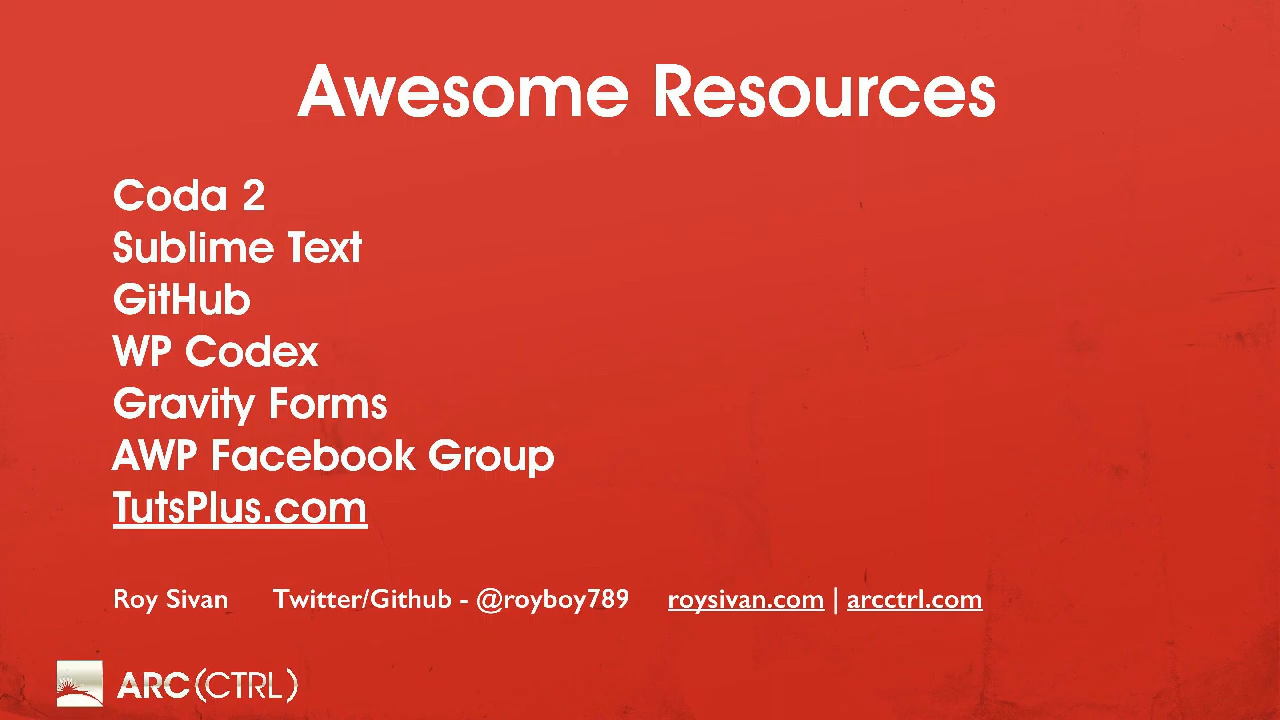 Awesome Resources
Coda 2
Sublime Text
GitHub
WP Codex
Gravity Forms
AWP Facebook Group
TutsPlus.com
Roy Sivan Twitter/Github - @royboy789 roysivan.com | arcctrl.com
ARC(CTRL)